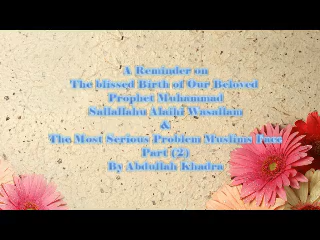 A Reminder on
The blissed Birth of Our Beloved
Prophet Muhammad
Sallallahu Alaihi Wasallam
&
The Most Serious Problem Muslims Face
Part (2)
By Abdullah Khadra